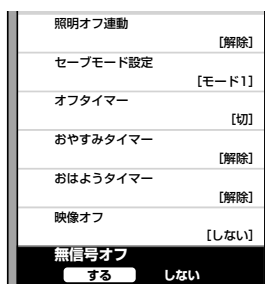 照明オフ連動
[解除]
セーブモード設定
[モード1]
オフタイマー
[切]
おやすみタイマー
[解除]
おはようタイマー
[解除]
映像オフ
[しない]
無信号オフ
する しない